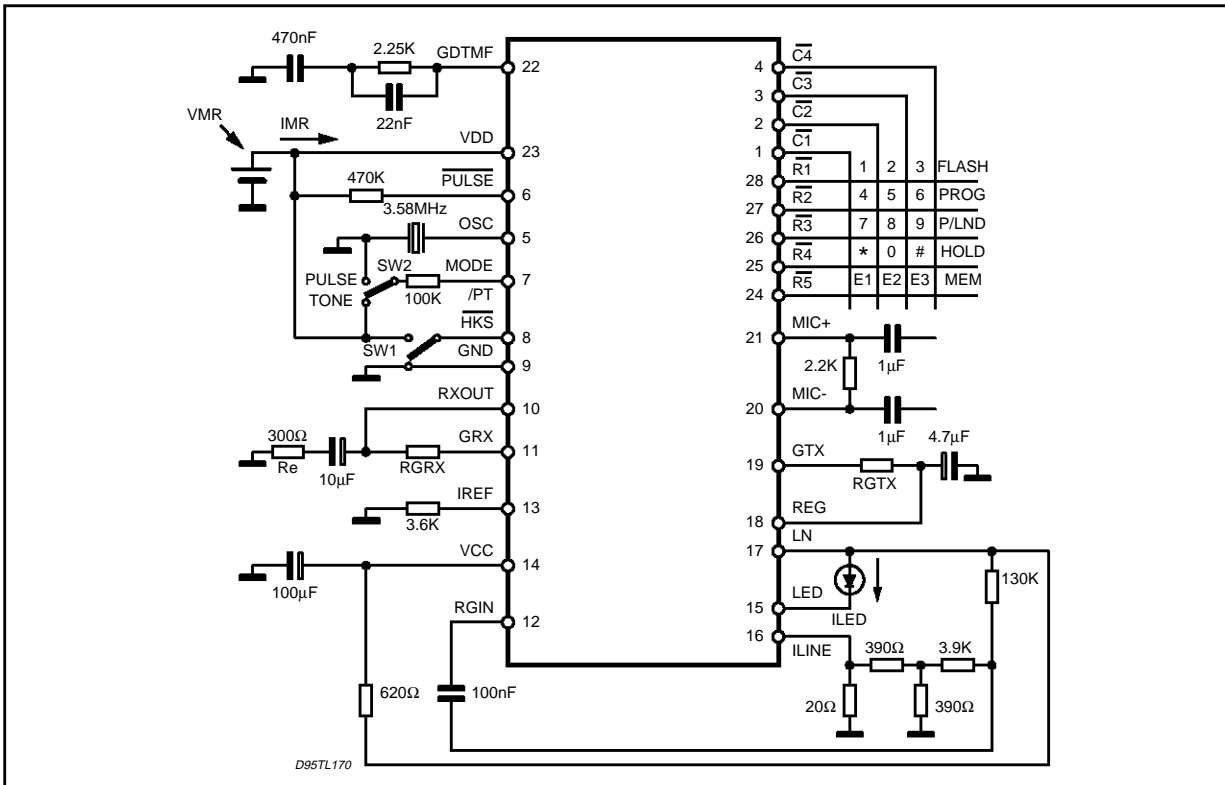 470nF
2.25K
GDTMF
22
22nF
VMR
IMR
VDD
23
470K
PULSE
6
3.58MHz
OSC
5
PULSE
SW2
MODE
7
TONE
100K
/PT
HKS
8
SW1
GND
9
RXOUT
10
300Ω
GRX
11
Re
10μF
RGRX
IREF
13
3.6K
VCC
14
100μF
RGIN
12
620Ω
100nF
4
C4
3
C3
2
C2
1
C1
28
R1
1 2 3 FLASH
27
R2
4 5 6 PROG
26
R3
7 8 9 P/LND
25
R4
* 0 # HOLD
24
R5
E1 E2 E3 MEM
21
MIC+
2.2K
1μF
20
MIC-
1μF
4.7μF
19
GTX
RGTX
18
REG
17
LN
130K
LED
15
ILED
16
ILINE
390Ω
3.9K
20Ω
390Ω
D95TL170